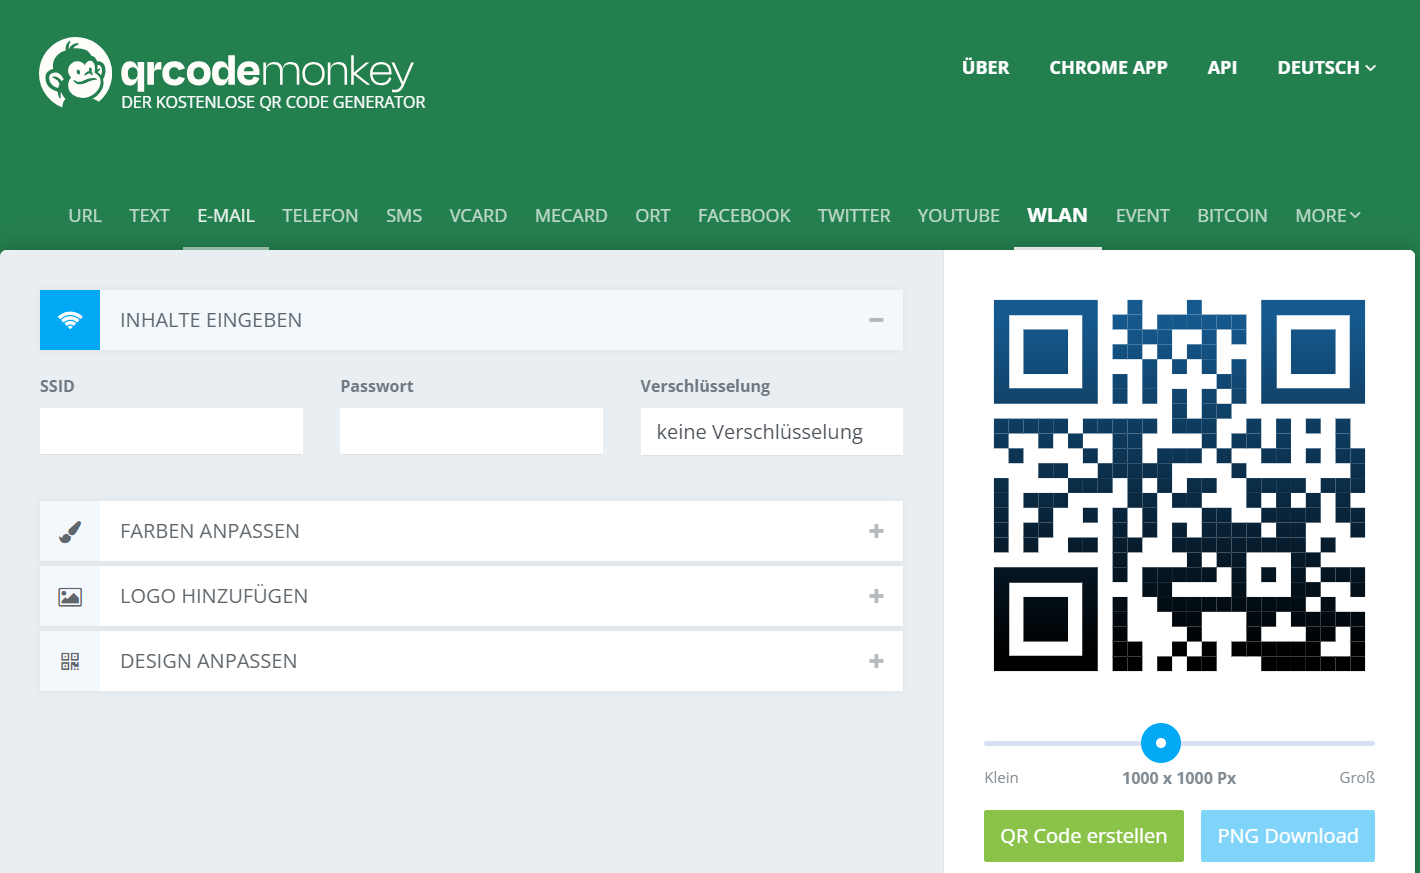 qrcodemonkey
DER KOSTENLOSE QR CODE GENERATOR
ÜBER CHROME APP API DEUTSCH
URL TEXT E-MAIL TELEFON SMS VCARD MECARD ORT FACEBOOK TWITTER YOUTUBE WLAN EVENT BITCOIN MORE
INHALTE EINGEBEN
SSID Passwort Verschlüsselung
keine Verschlüsselung
FARBEN ANPASSEN
LOGO HINZUFÜGEN
DESIGN ANPASSEN
Klein 1000 x 1000 Px Groß
QR Code erstellen PNG Download